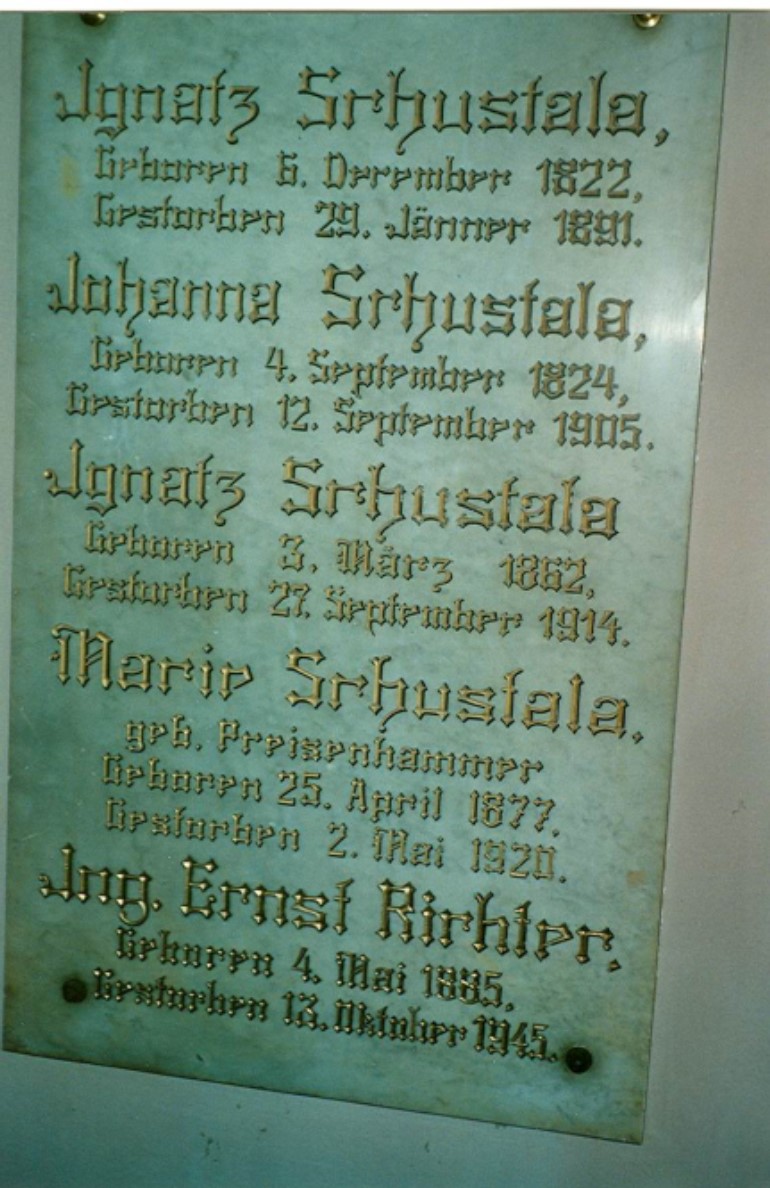 Ignatz Schustala,
Geboren 6. December 1822,
Gestorben 29. Jänner 1891.
Johanna Schustala,
Geboren 4. September 1824,
Gestorben 12. September 1905.
Ignatz Schustala
Geboren 3. März 1862,
Gestorben 27. September 1914.
Marie Schustala.
geb. Preisenhammer
Geboren 25. April 1877.
Gestorben 2. Mai 1920.
Ing. Ernst Richter.
Geboren 4. Mai 1885.
Gestorben 13. Oktober 1945.